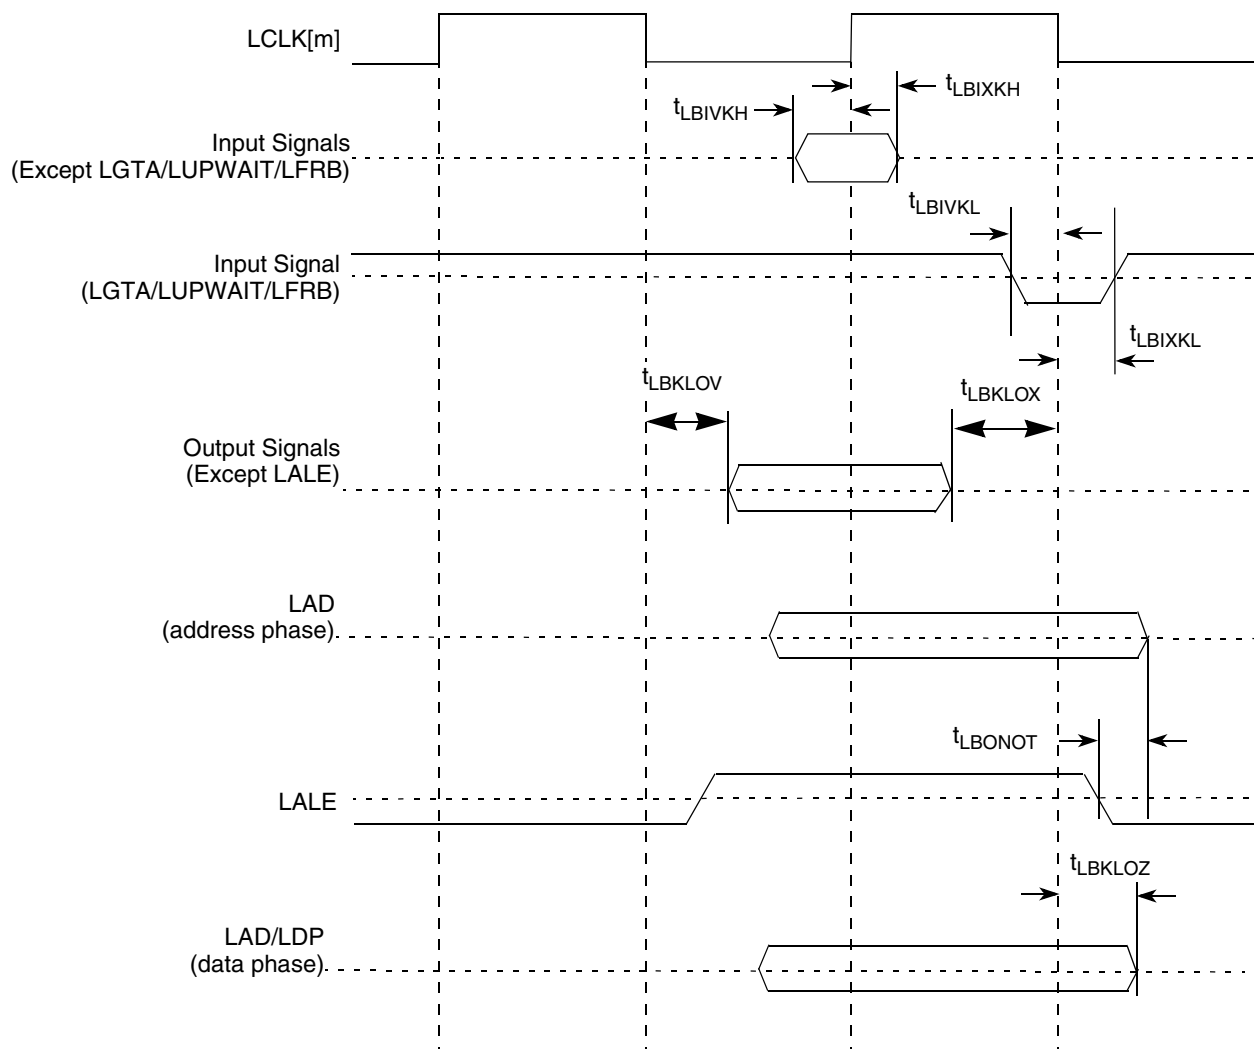 LCLK[m]
tLBIXKH
tLBIVKH
Input Signals
(Except LGTA/LUPWAIT/LFRB)
tLBIVKL
Input Signal
(LGTA/LUPWAIT/LFRB)
tLBIXKL
tLBKLOV
tLBKLOX
Output Signals
(Except LALE)
LAD
(address phase)
tLBONOT
LALE
tLBKLOZ
LAD/LDP
(data phase)